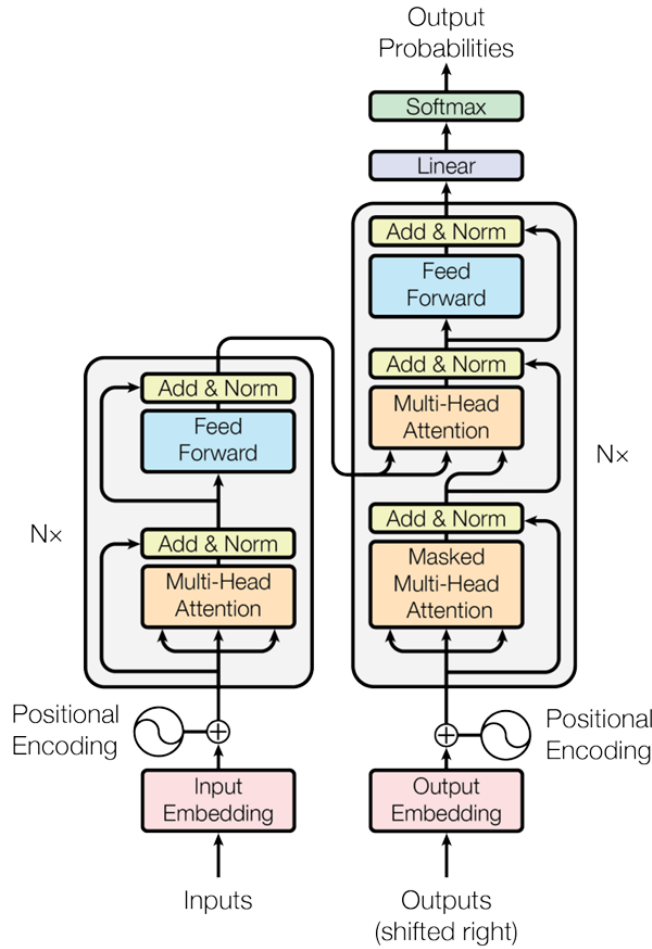 Output
Probabilities
Softmax
Linear
Add & Norm
Feed
Forward
Add & Norm
Multi-Head
Attention
Add & Norm
Masked
Multi-Head
Attention
N×
Add & Norm
Feed
Forward
Add & Norm
Multi-Head
Attention
N×
Positional
Encoding
Positional
Encoding
Input
Embedding
Output
Embedding
Inputs
Outputs
(shifted right)